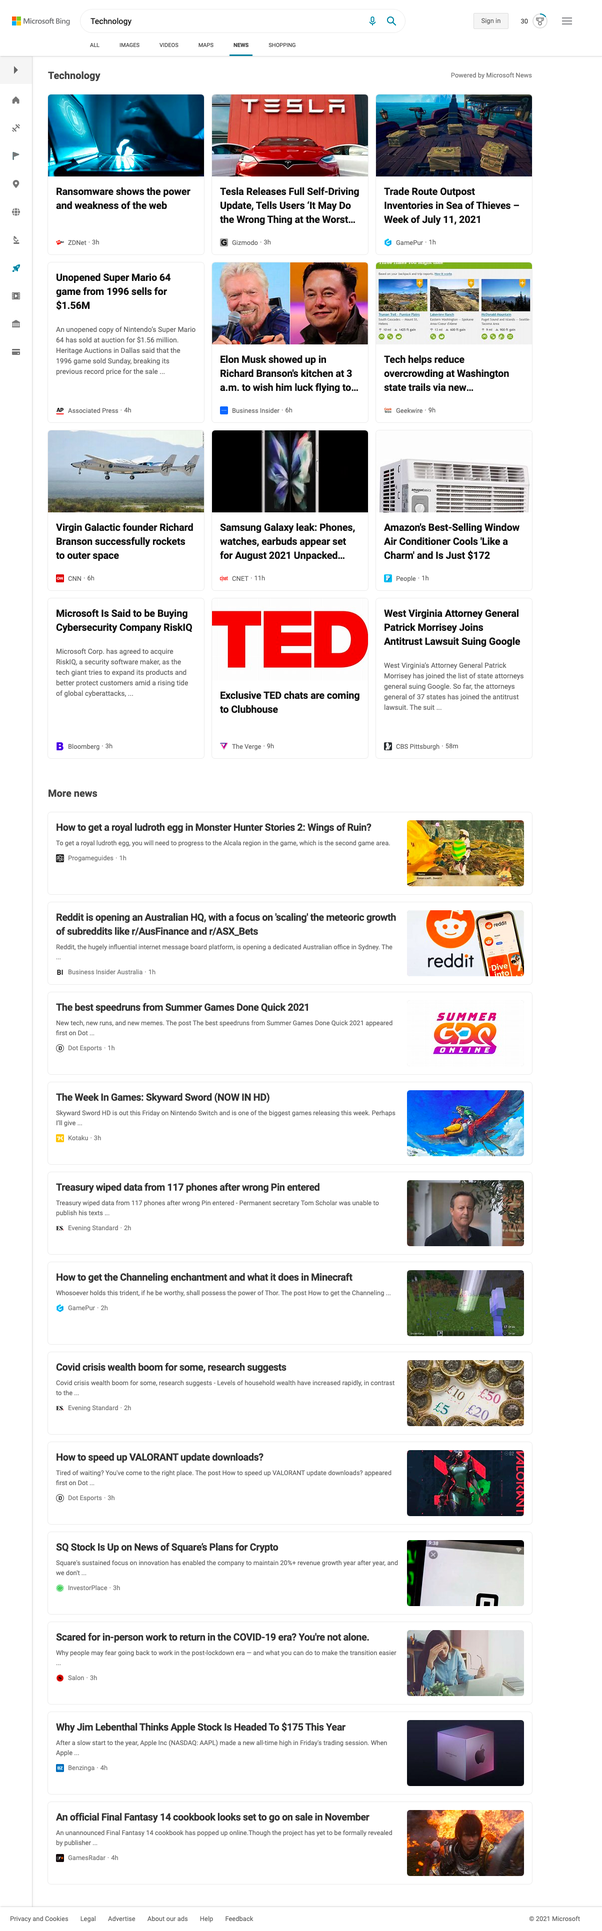 Microsoft Bing
Technology
Sign in
30
ALL
IMAGES
VIDEOS
MAPS
NEWS
SHOPPING
Technology
Powered by Microsoft News
Ransomware shows the power
and weakness of the web
ZDNet · 3h
TESLA
Tesla Releases Full Self-Driving
Update, Tells Users 'It May Do
the Wrong Thing at the Worst...
Gizmodo · 3h
Trade Route Outpost
Inventories in Sea of Thieves –
Week of July 11, 2021
GamePur · 1h
Unopened Super Mario 64
game from 1996 sells for
$1.56M
An unopened copy of Nintendo's Super Mario
64 has sold at auction for $1.56 million.
Heritage Auctions in Dallas said that the
1996 game sold Sunday, breaking its
previous record price for the sale ...
AP
Associated Press · 4h
Elon Musk showed up in
Richard Branson's kitchen at 3
a.m. to wish him luck flying to...
Business Insider · 6h
Tech helps reduce
overcrowding at Washington
state trails via new...
Geekwire · 9h
Virgin Galactic founder Richard
Branson successfully rockets
to outer space
CNN · 6h
Samsung Galaxy leak: Phones,
watches, earbuds appear set
for August 2021 Unpacked...
CNET · 11h
Amazon's Best-Selling Window
Air Conditioner Cools 'Like a
Charm' and Is Just $172
People · 1h
Microsoft Is Said to be Buying
Cybersecurity Company RiskIQ
Microsoft Corp. has agreed to acquire
RiskIQ, a security software maker, as the
tech giant tries to expand its products and
better protect customers amid a rising tide
of global cyberattacks, ...
Bloomberg · 3h
TED
Exclusive TED chats are coming
to Clubhouse
The Verge · 9h
West Virginia Attorney General
Patrick Morrisey Joins
Antitrust Lawsuit Suing Google
West Virginia's Attorney General Patrick
Morrisey has joined the list of state attorneys
general suing Google. So far, the attorneys
general of 37 states has joined the antitrust
lawsuit. The suit ...
CBS Pittsburgh · 58m
More news
How to get a royal ludroth egg in Monster Hunter Stories 2: Wings of Ruin?
To get a royal ludroth egg, you will need to progress to the Alcala region in the game, which is the second game area.
Progameguides · 1h
Reddit is opening an Australian HQ, with a focus on 'scaling' the meteoric growth
of subreddits like r/AusFinance and r/ASX_Bets
Reddit, the hugely influential internet message board platform, is opening a dedicated Australian office in Sydney. The
...
BI
Business Insider Australia · 1h
reddit
reddit
Dive
into
The best speedruns from Summer Games Done Quick 2021
New tech, new runs, and new memes. The post The best speedruns from Summer Games Done Quick 2021 appeared
first on Dot ...
Dot Esports · 1h
SUMMER
GDQ
ONLINE
The Week In Games: Skyward Sword (NOW IN HD)
Skyward Sword HD is out this Friday on Nintendo Switch and is one of the biggest games releasing this week. Perhaps
I'll give ...
Kotaku · 3h
Treasury wiped data from 117 phones after wrong Pin entered
Treasury wiped data from 117 phones after wrong Pin entered - Permanent secretary Tom Scholar was unable to
publish his texts ...
ES.
Evening Standard · 2h
How to get the Channeling enchantment and what it does in Minecraft
Whosoever holds this trident, if he be worthy, shall possess the power of Thor. The post How to get the Channeling ...
GamePur · 2h
Covid crisis wealth boom for some, research suggests
Covid crisis wealth boom for some, research suggests - Levels of household wealth have increased rapidly, in contrast
to the ...
ES.
Evening Standard · 2h
£10
£50
£5
£20
How to speed up VALORANT update downloads?
Tired of waiting? You've come to the right place. The post How to speed up VALORANT update downloads? appeared
first on Dot ...
Dot Esports · 3h
VALORANT
SQ Stock Is Up on News of Square's Plans for Crypto
Square's sustained focus on innovation has enabled the company to maintain 20%+ revenue growth year after year, and
we don't ...
InvestorPlace · 3h
Scared for in-person work to return in the COVID-19 era? You're not alone.
Why people may fear going back to work in the post-lockdown era — and what you can do to make the transition easier
...
Salon · 3h
Why Jim Lebenthal Thinks Apple Stock Is Headed To $175 This Year
After a slow start to the year, Apple Inc (NASDAQ: AAPL) made a new all-time high in Friday's trading session. When
Apple ...
Benzinga · 4h
An official Final Fantasy 14 cookbook looks set to go on sale in November
An unannounced Final Fantasy 14 cookbook has popped up online.Though the project has yet to be formally revealed
by publisher ...
GamesRadar · 4h
Privacy and Cookies
Legal
Advertise
About our ads
Help
Feedback
© 2021 Microsoft